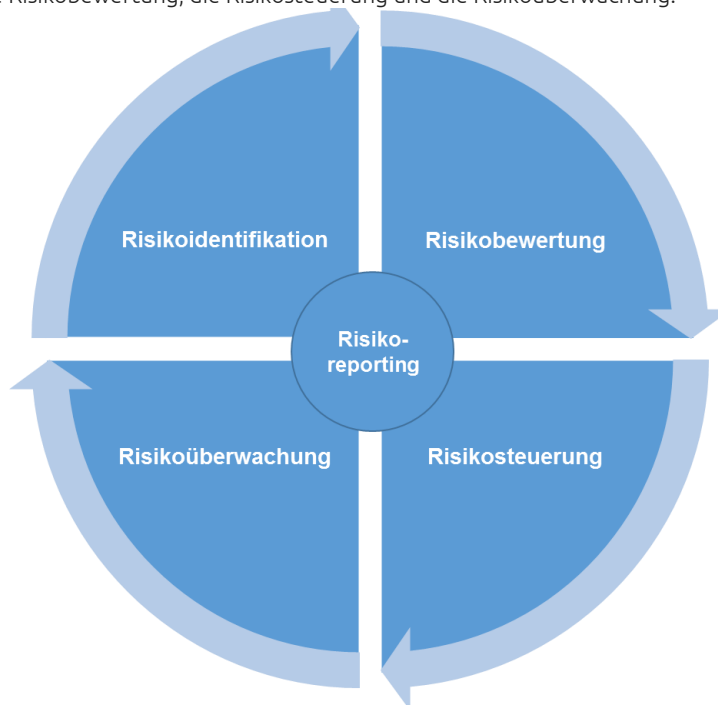 Risikobewertung, die Risikosteuerung und die Risikoüberwachung.
Risikoidentifikation
Risikobewertung
Risiko-
reporting
Risikoüberwachung
Risikosteuerung